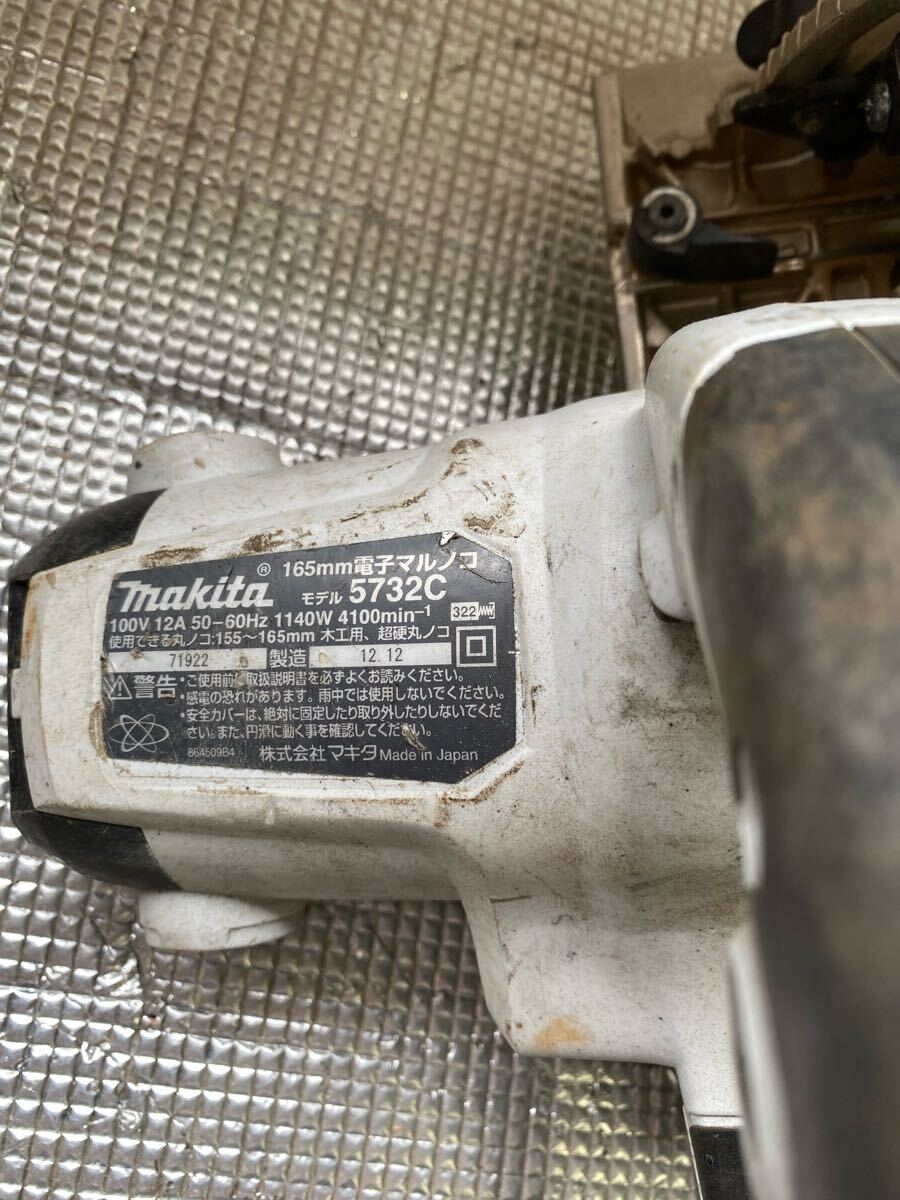 165mm電子マルノコ
makita® モデル 5732C
100V 12A 50-60Hz 1140W 4100min⁻¹ 322
使用できる丸ノコ:155~165mm 木工用、超硬丸ノコ
71922 製造 12.12
警告 ・ご使用前に取扱説明書を必ずよくお読みください。
・感電の恐れがあります。雨中では使用しないでください。
・安全カバーは、絶対に固定したり取り外したりしないでくだ
さい。また、円滑に動く事を確認してください。
864509B4 株式会社マキタ Made in Japan